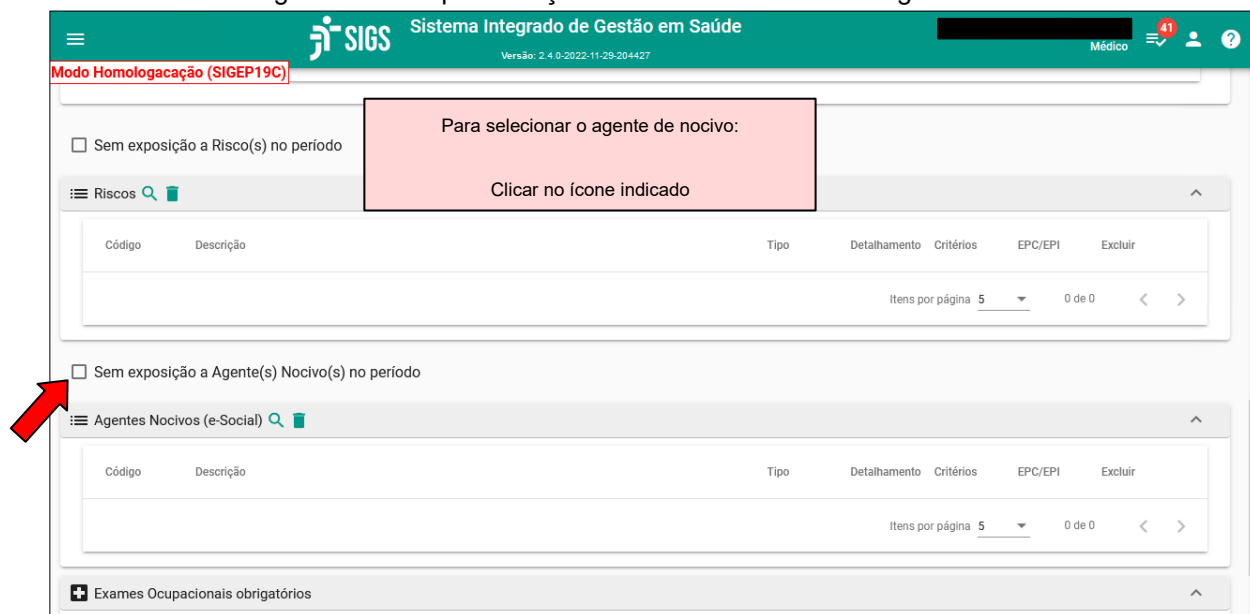 SIGS
Sistema Integrado de Gestão em Saúde
Versão: 2.4.0-2022-11-29-204427
Médico
41
?
Modo Homologacação (SIGEP19C)
Para selecionar o agente de nocivo:
Clicar no ícone indicado
Sem exposição a Risco(s) no período
Riscos
Código Descrição Tipo Detalhamento Critérios EPC/EPI Excluir
Itens por página 5 0 de 0
Sem exposição a Agente(s) Nocivo(s) no período
Agentes Nocivos (e-Social)
Código Descrição Tipo Detalhamento Critérios EPC/EPI Excluir
Itens por página 5 0 de 0
Exames Ocupacionais obrigatórios